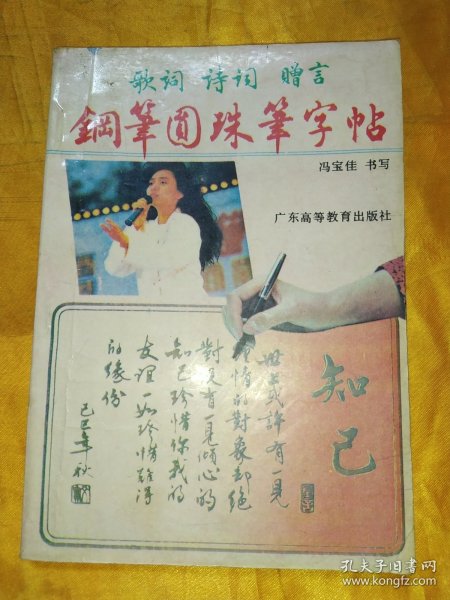 歌词 诗词 赠言
鋼筆圓珠筆字帖
冯宝佳 书写
广东高等教育出版社
知己
世上或許有一見
鍾情的對象却絕
對没有一見傾心的
知己珍惜你我的
友谊一如珍惜難得
的緣份
己巳年秋
孔夫子旧书网
www.kongfz.com